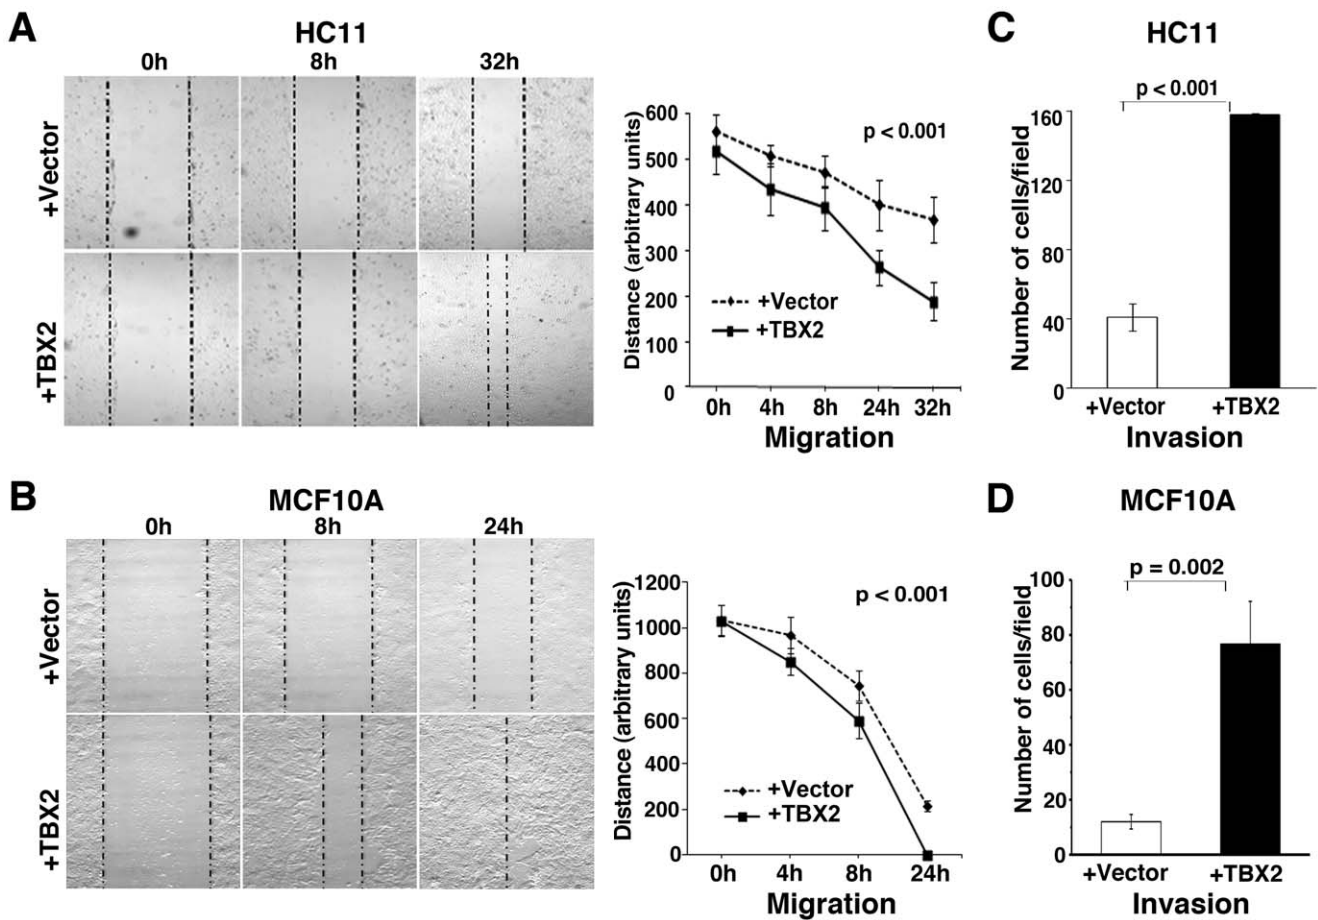 A
HC11
0h 8h 32h
+Vector
+TBX2
600
500
400
300
200
100
0
Distance (arbitrary units)
p < 0.001
+Vector
+TBX2
0h 4h 8h 24h 32h
Migration
C
HC11
p < 0.001
160
120
80
40
0
Number of cells/field
+Vector +TBX2
Invasion
B
MCF10A
0h 8h 24h
+Vector
+TBX2
1200
1000
800
600
400
200
0
Distance (arbitrary units)
p < 0.001
+Vector
+TBX2
0h 4h 8h 24h
Migration
D
MCF10A
p = 0.002
100
80
60
40
20
0
Number of cells/field
+Vector +TBX2
Invasion